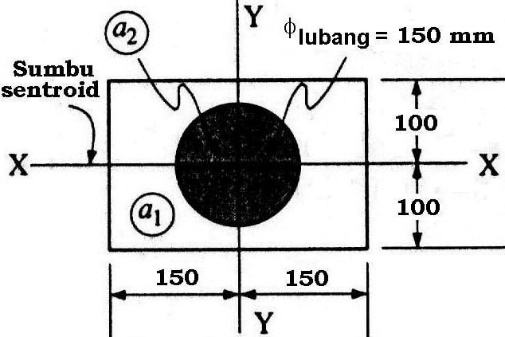 a2
Y
ϕlubang = 150 mm
Sumbu
sentroid
100
X
X
a1
100
150
150
Y